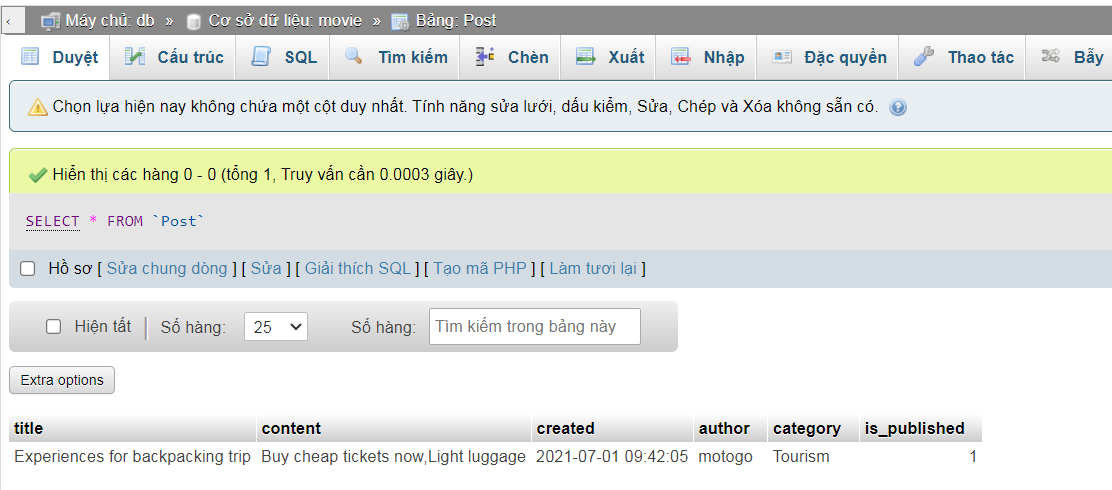 Máy chủ: db » Cơ sở dữ liệu: movie » Bảng: Post
Duyệt Cấu trúc SQL Tìm kiếm Chèn Xuất Nhập Đặc quyền Thao tác Bẫy
Chọn lựa hiện nay không chứa một cột duy nhất. Tính năng sửa lưới, dấu kiểm, Sửa, Chép và Xóa không sẵn có.
Hiển thị các hàng 0 - 0 (tổng 1, Truy vấn cần 0.0003 giây.)
SELECT * FROM `Post`
Hồ sơ [ Sửa chung dòng ] [ Sửa ] [ Giải thích SQL ] [ Tạo mã PHP ] [ Làm tươi lại ]
Hiện tất | Số hàng: 25 Số hàng: Tìm kiếm trong bảng này
Extra options
title content created author category is_published
Experiences for backpacking trip Buy cheap tickets now,Light luggage 2021-07-01 09:42:05 motogo Tourism 1